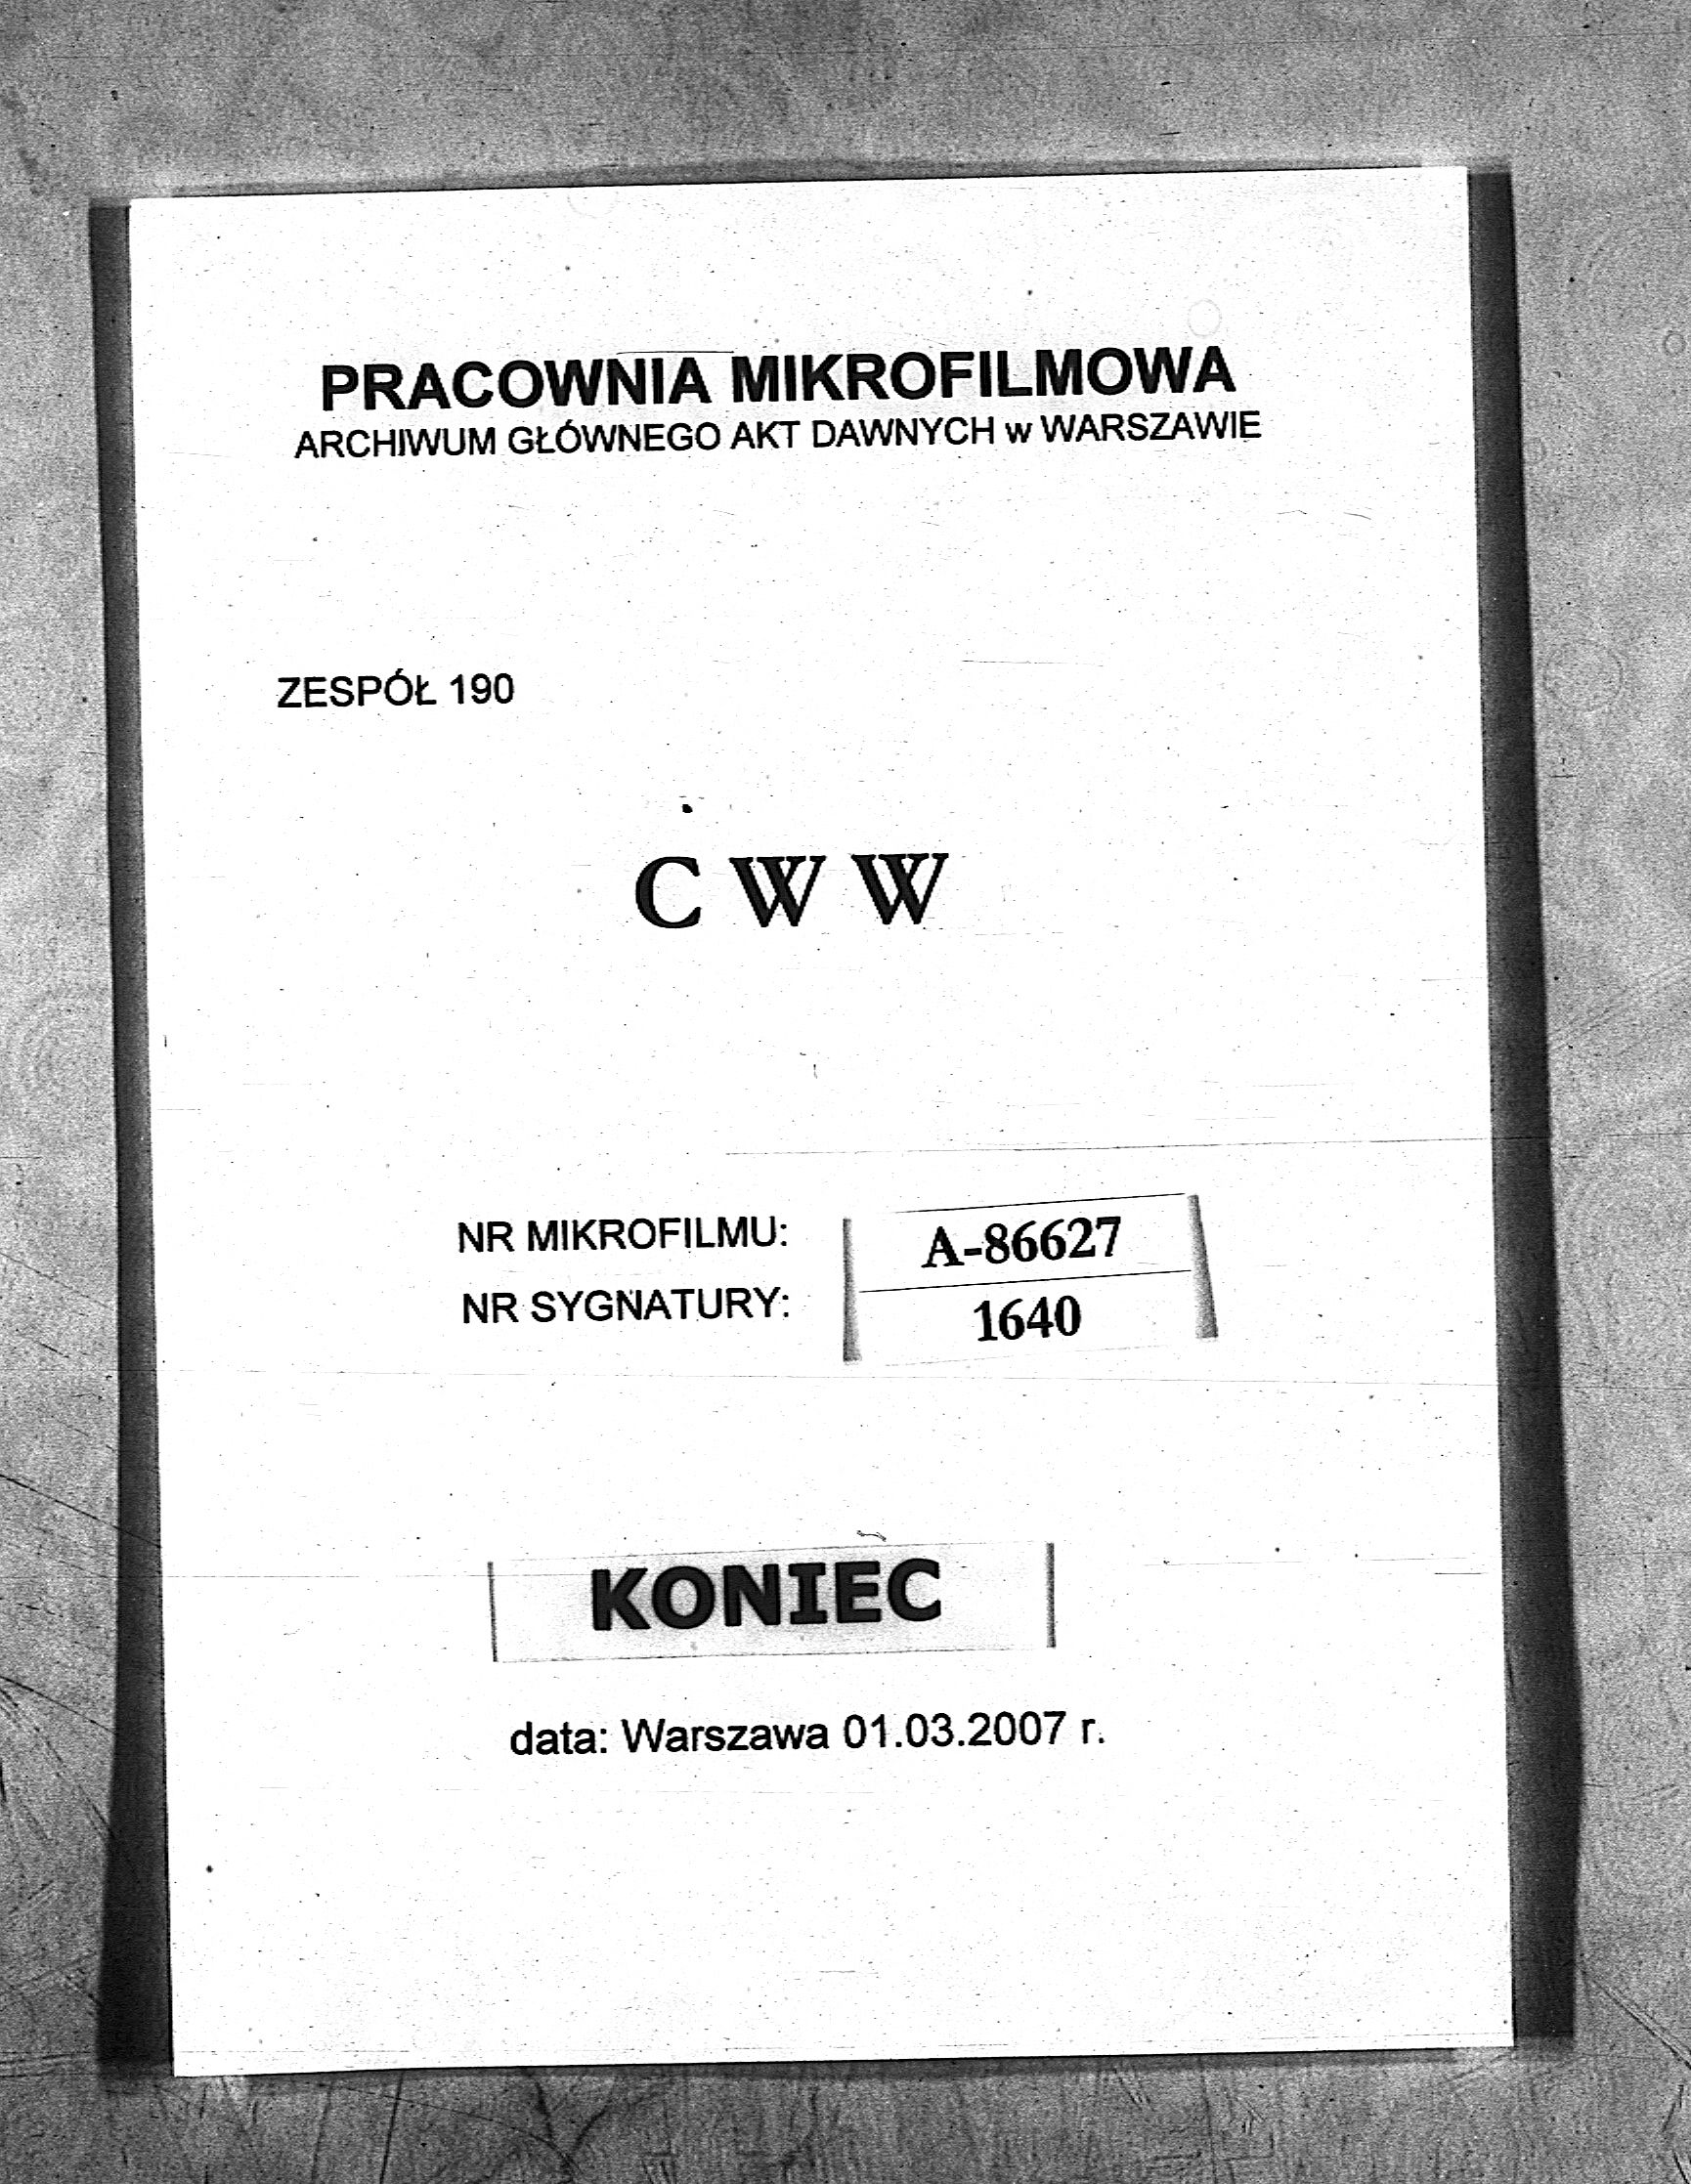 PRACOWNIA MIKROFILMOWA
ARCHIWUM GŁÓWNEGO AKT DAWNYCH w WARSZAWIE
ZESPÓŁ 190
C W W
NR MIKROFILMU: A-86627
NR SYGNATURY: 1640
KONIEC
data: Warszawa 01.03.2007 r.